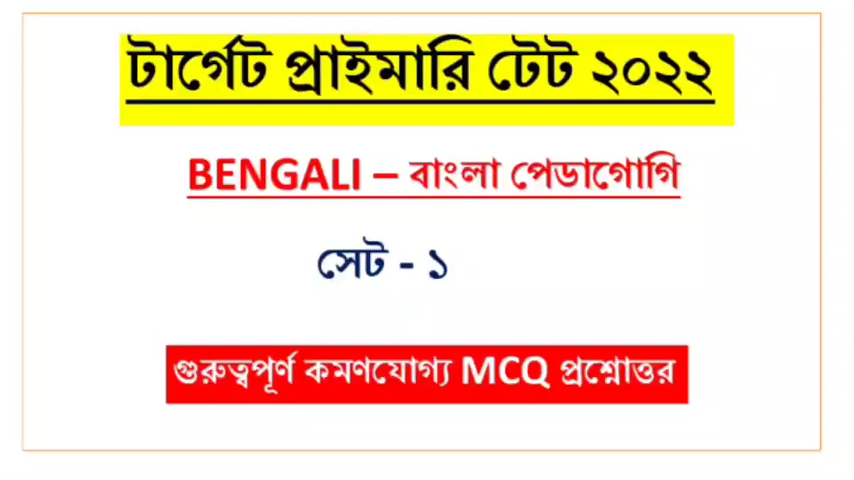 টার্গেট প্রাইমারি টেট ২০২২
BENGALI – বাংলা পেডাগোগি
সেট - ১
গুরুত্বপূর্ণ কমণযোগ্য MCQ প্রশ্নোত্তর